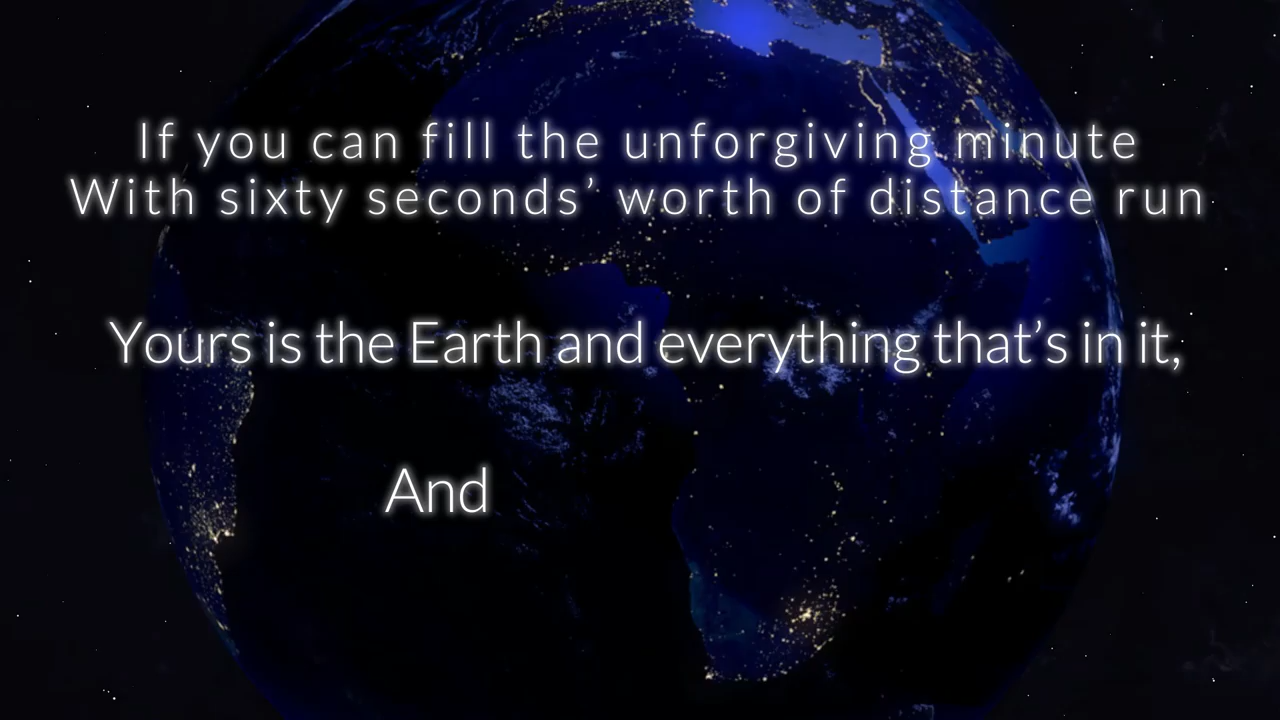 If you can fill the unforgiving minute
With sixty seconds’ worth of distance run
Yours is the Earth and everything that’s in it,
And